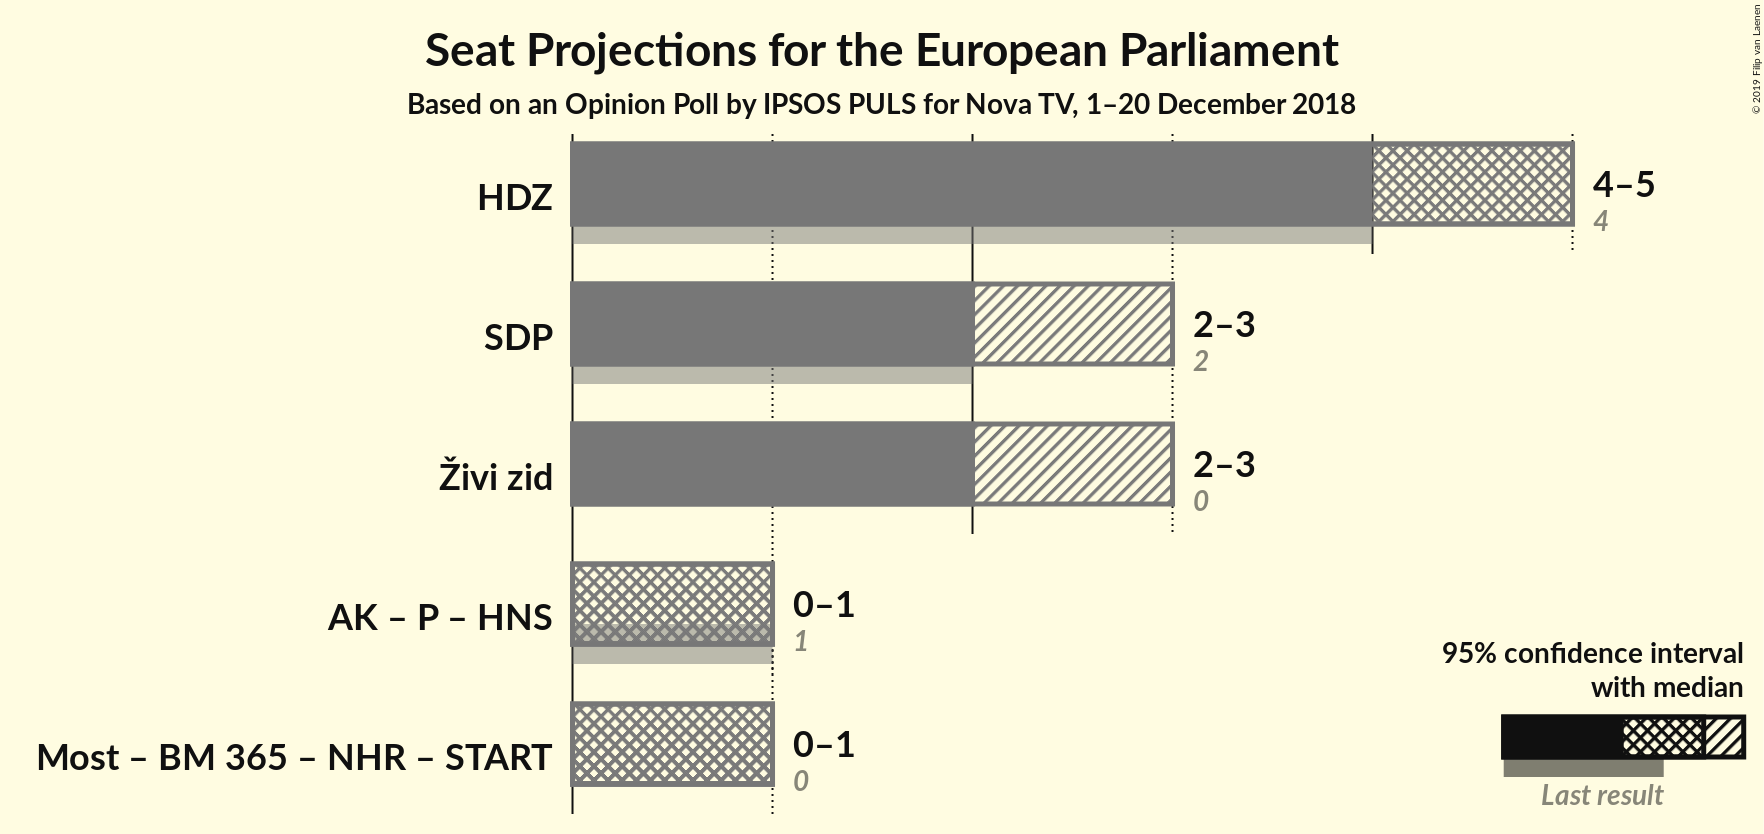 Seat Projections for the European Parliament
Based on an Opinion Poll by IPSOS PULS for Nova TV, 1–20 December 2018
© 2019 Filip van Laenen
HDZ
4–5
4
SDP
2–3
2
Živi zid
2–3
0
AK – P – HNS
0–1
1
Most – BM 365 – NHR – START
0–1
0
95% confidence interval
with median
Last result